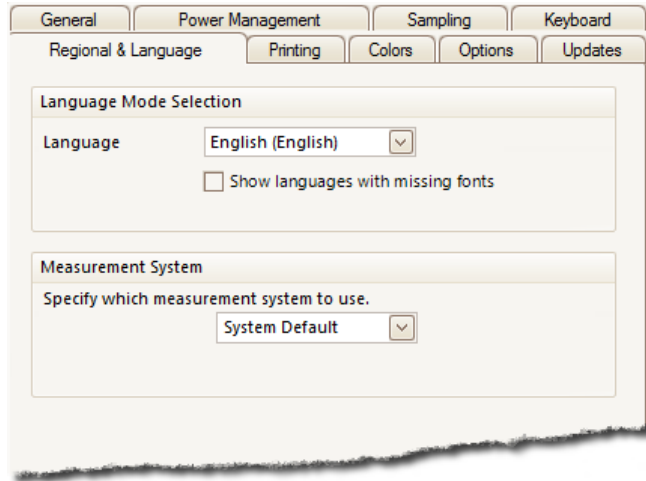 General Power Management Sampling Keyboard
Regional & Language Printing Colors Options Updates
Language Mode Selection
Language English (English)
Show languages with missing fonts
Measurement System
Specify which measurement system to use.
System Default